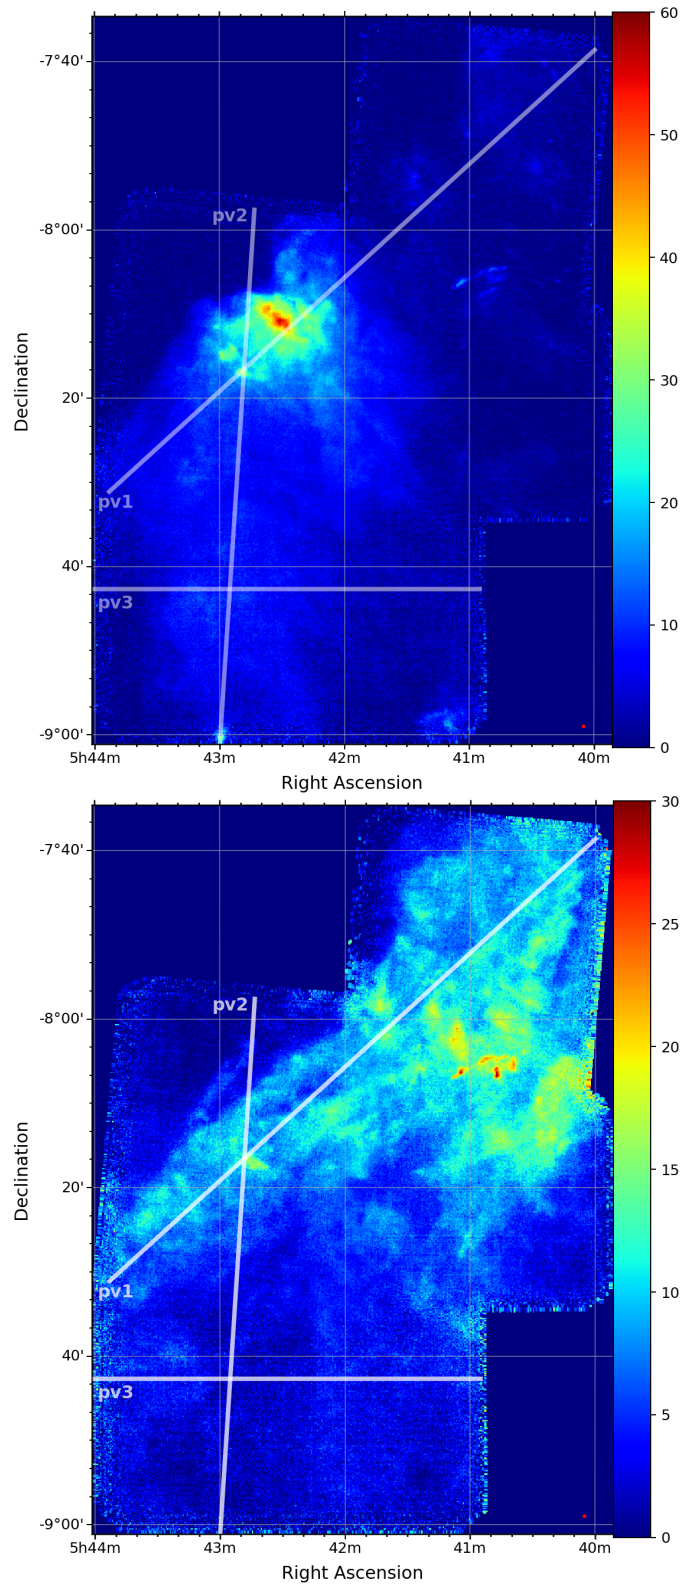 60
-7°40'
50
pv2
-8°00'
40
Declination
30
20'
pv1
20
40'
pv3
10
-9°00'
0
5h44m 43m 42m 41m 40m
Right Ascension
30
-7°40'
25
pv2
-8°00'
20
Declination
15
20'
pv1
10
40'
pv3
5
-9°00'
0
5h44m 43m 42m 41m 40m
Right Ascension